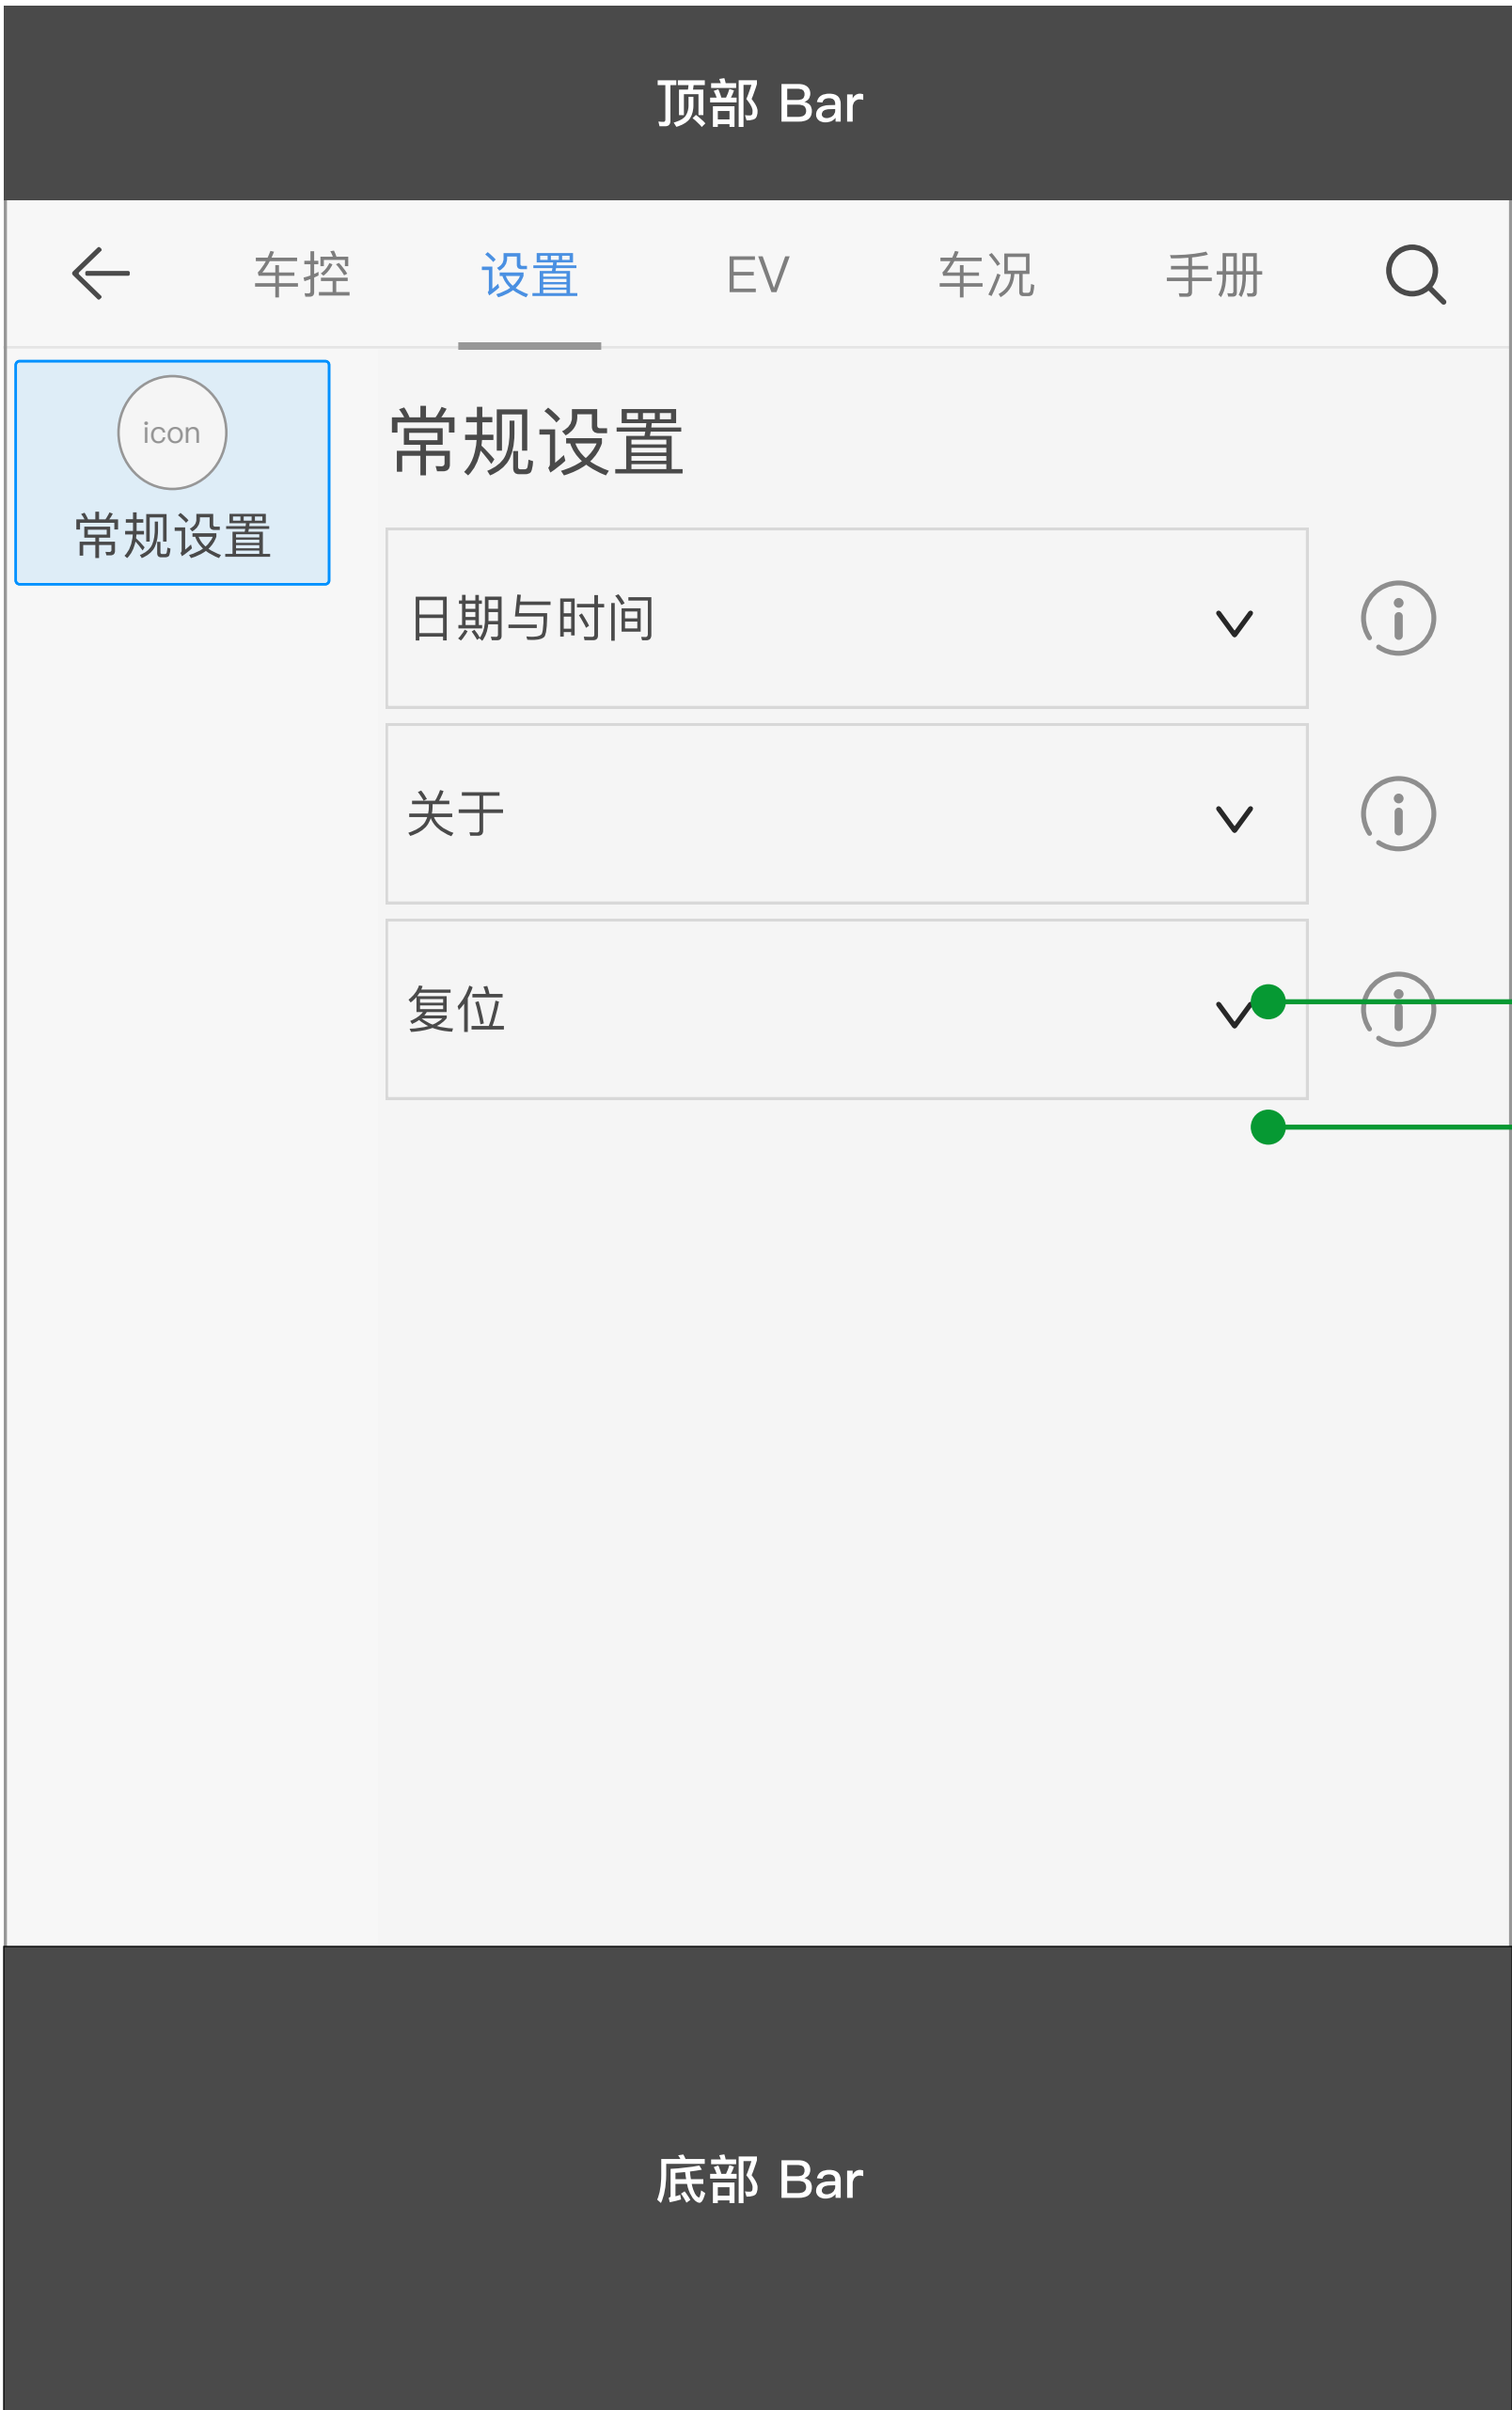 顶部 Bar
车控 设置 EV 车况 手册
icon
常规设置
常规设置
日期与时间
关于
复位
底部 Bar